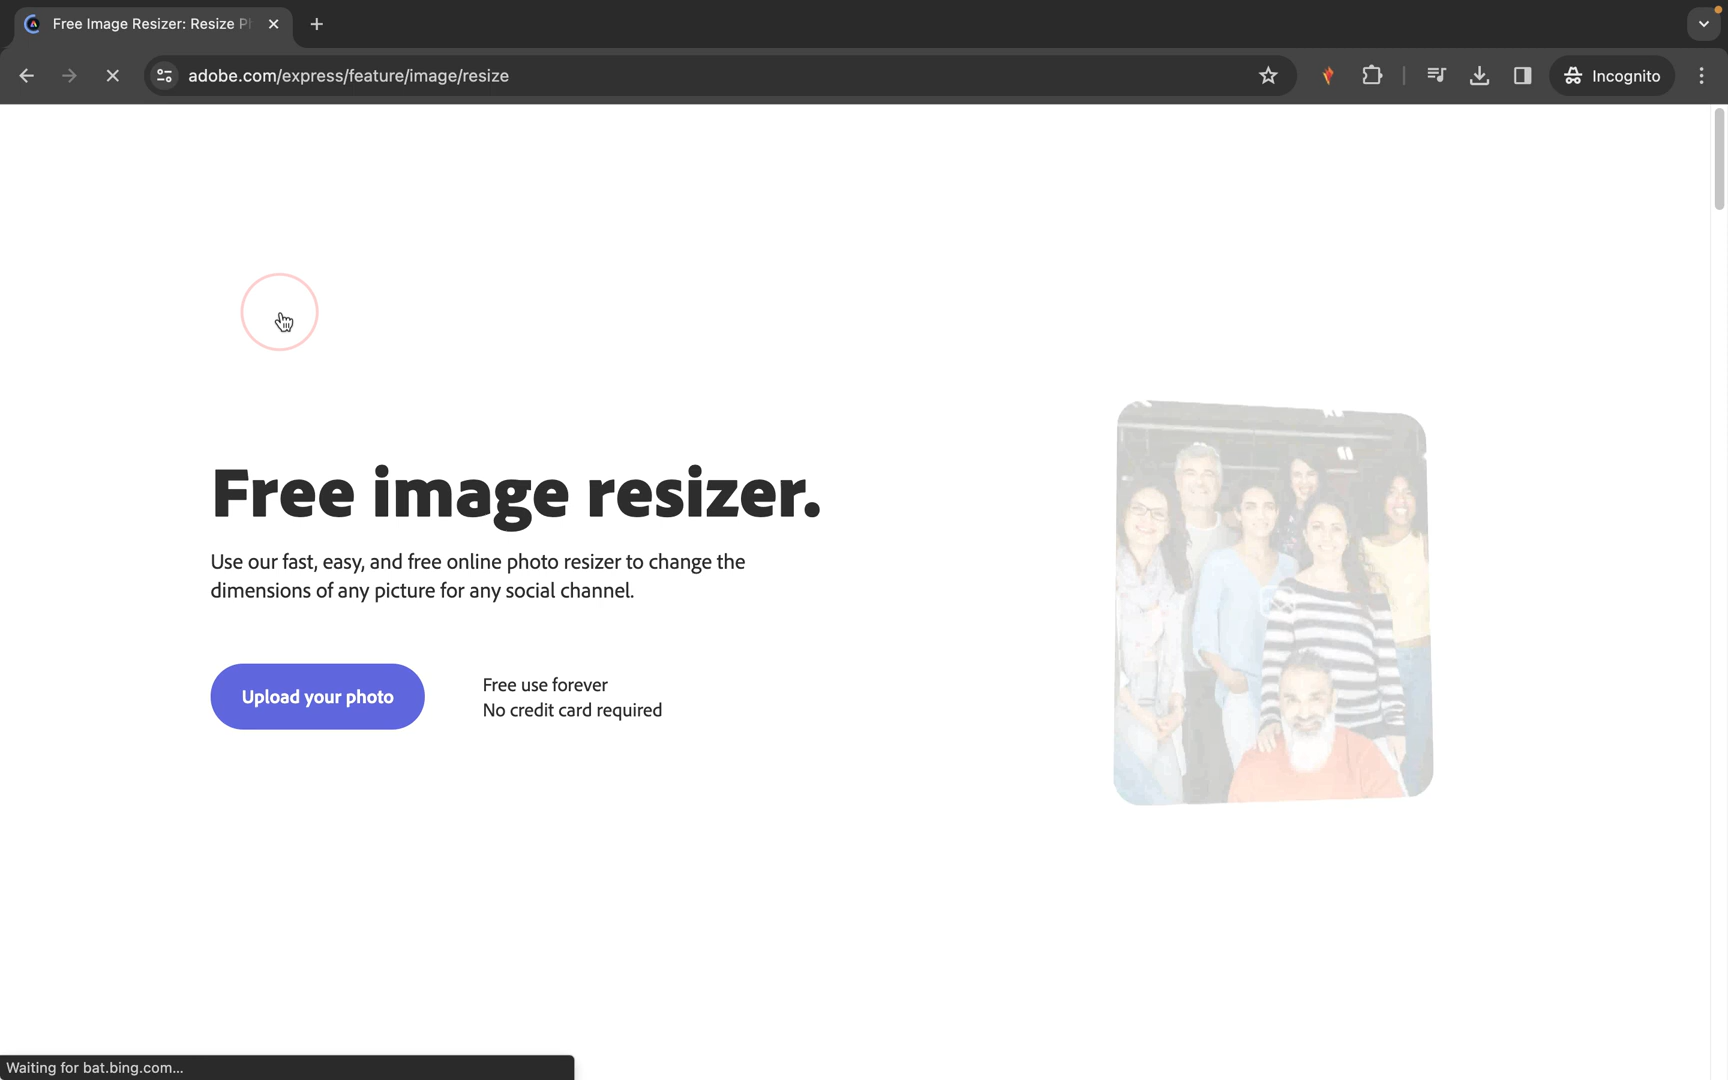 Free Image Resizer: Resize Ph
adobe.com/express/feature/image/resize
Incognito
Free image resizer.
Use our fast, easy, and free online photo resizer to change the
dimensions of any picture for any social channel.
Upload your photo
Free use forever
No credit card required
Waiting for bat.bing.com...